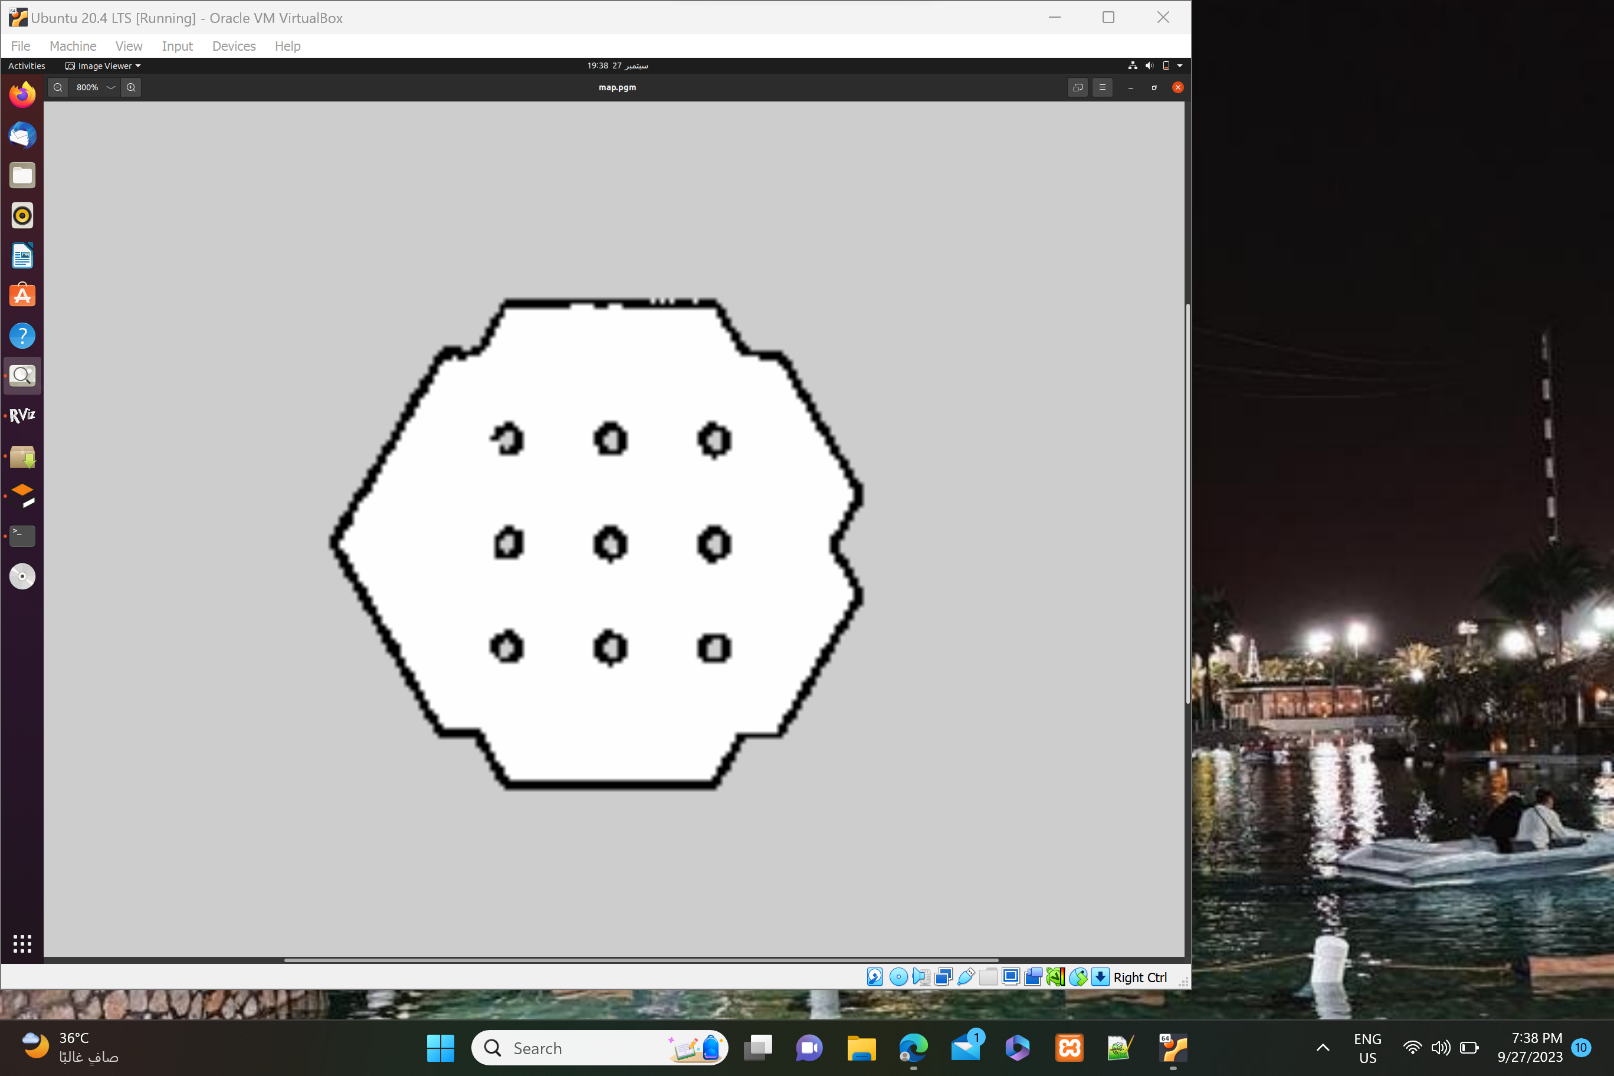 Ubuntu 20.4 LTS [Running] - Oracle VM VirtualBox
File Machine View Input Devices Help
Activities Image Viewer 19:38 27 سبتمبر
800% map.pgm
RViz
Right Ctrl
36°C
صافٍ غالبًا
Search
1
64
ENG
US
7:38 PM
9/27/2023
10